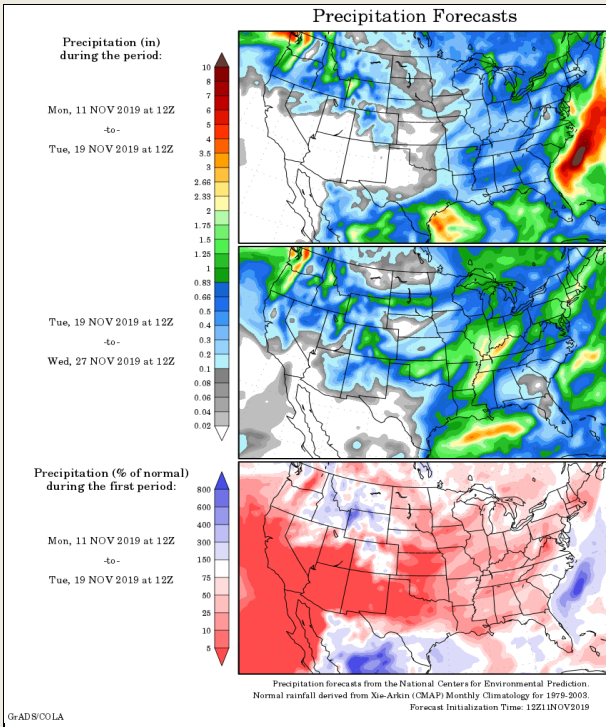 Precipitation Forecasts
Precipitation (in)
during the period:
Mon, 11 NOV 2019 at 12Z
-to-
Tue, 19 NOV 2019 at 12Z
10
8
7
6
5
4
3.5
3
2.66
2.33
2
1.75
1.5
1.25
1
0.83
0.66
0.5
0.4
0.3
0.2
0.1
0.08
0.06
0.04
0.02
Tue, 19 NOV 2019 at 12Z
-to-
Wed, 27 NOV 2019 at 12Z
Precipitation (% of normal)
during the first period:
Mon, 11 NOV 2019 at 12Z
-to-
Tue, 19 NOV 2019 at 12Z
800
600
400
300
150
75
50
25
10
5
Precipitation forecasts from the National Centers for Environmental Prediction.
Normal rainfall derived from Xie-Arkin (CMAP) Monthly Climatology for 1979-2003.
Forecast Initialization Time: 12Z11NOV2019
GrADS/COLA